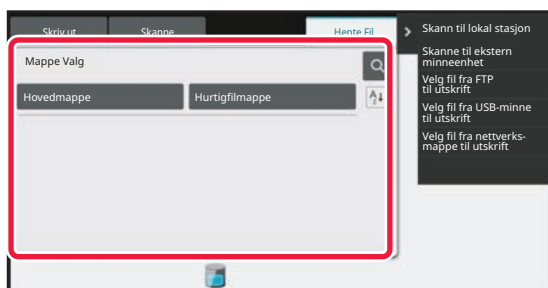 Skriv ut
Skanne
Hente Fil
Mappe Valg
Hovedmappe
Hurtigfilmappe
Skann til lokal stasjon
Skanne til ekstern
minneenhet
Velg fil fra FTP
til utskrift
Velg fil fra USB-minne
til utskrift
Velg fil fra nettverks-
mappe til utskrift